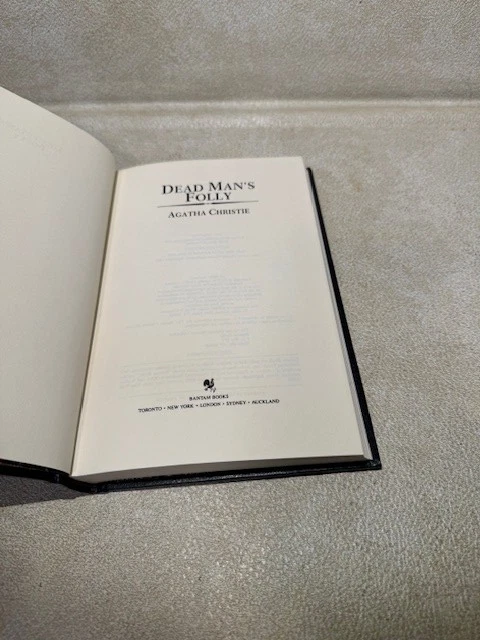 DEAD MAN'S
FOLLY
AGATHA CHRISTIE
BANTAM BOOKS
TORONTO • NEW YORK • LONDON • SYDNEY • AUCKLAND